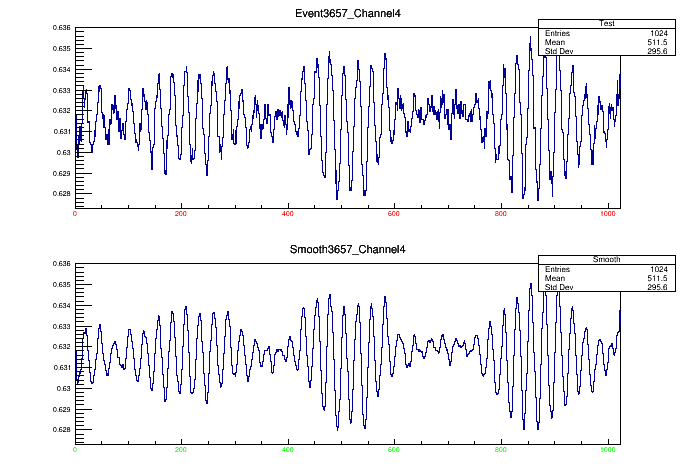 Event3657_Channel4
Test
Entries 1024
Mean 511.5
Std Dev 295.6
0.636
0.635
0.634
0.633
0.632
0.631
0.63
0.629
0.628
0 200 400 600 800 1000
Smooth3657_Channel4
Smooth
Entries 1024
Mean 511.5
Std Dev 295.6
0.636
0.635
0.634
0.633
0.632
0.631
0.63
0.629
0.628
0 200 400 600 800 1000